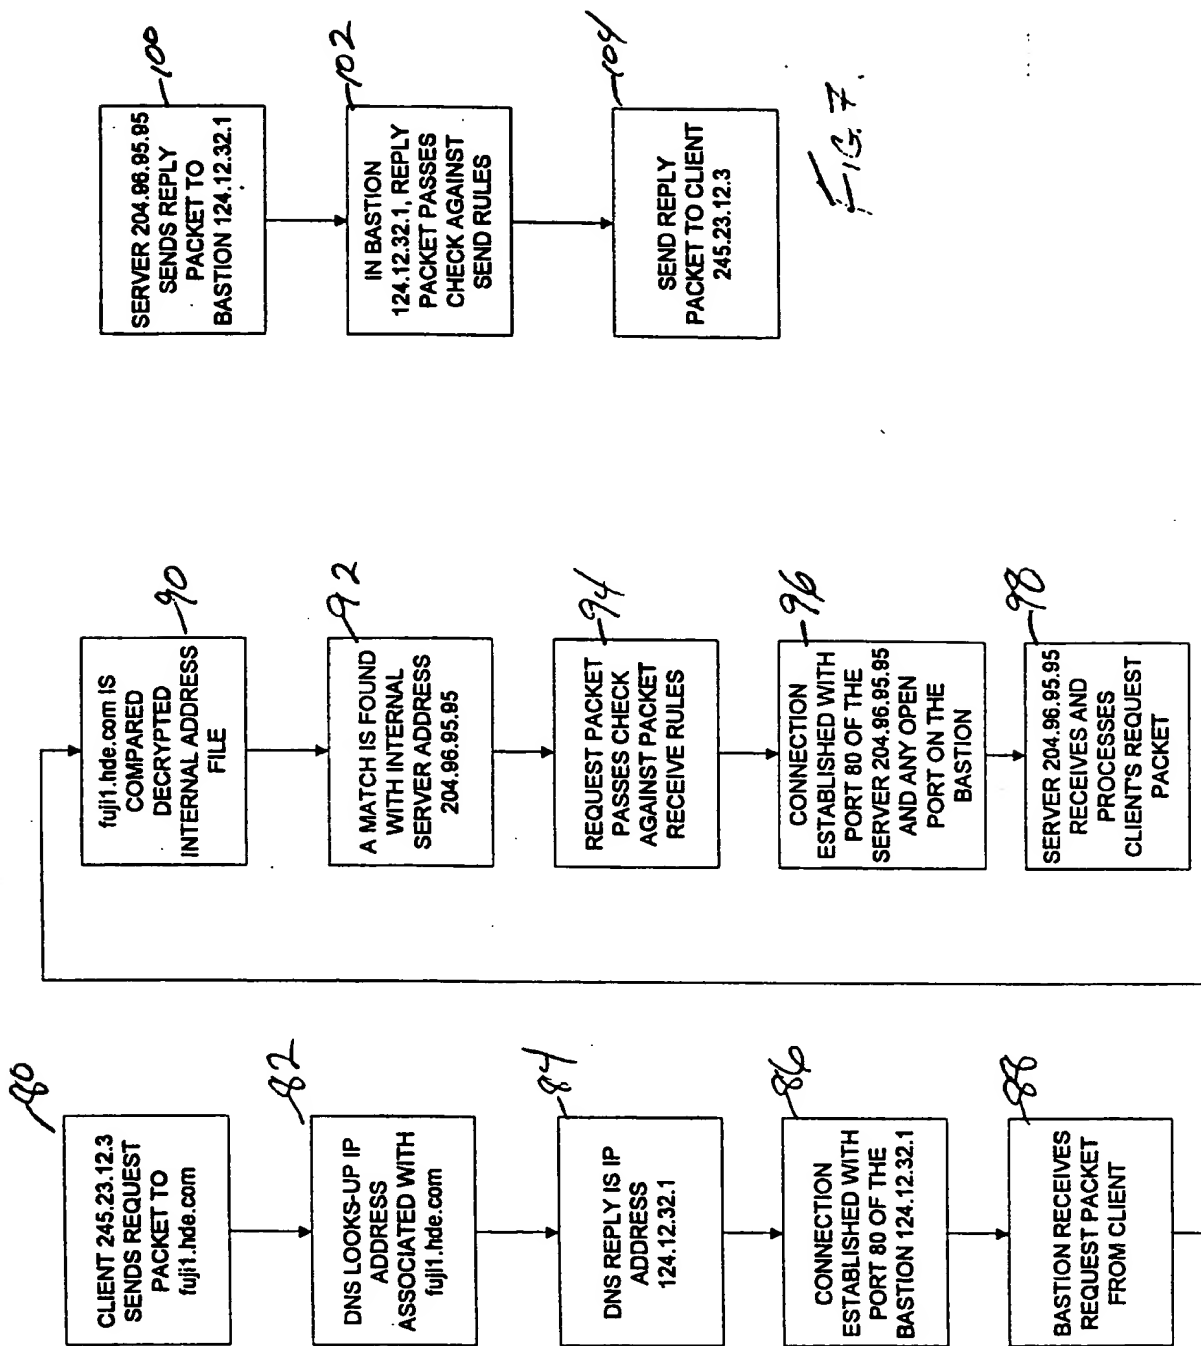 80
CLIENT 245.23.12.3
SENDS REQUEST
PACKET TO
fuji1.hde.com
82
DNS LOOKS-UP IP
ADDRESS
ASSOCIATED WITH
fuji1.hde.com
84
DNS REPLY IS IP
ADDRESS
124.12.32.1
86
CONNECTION
ESTABLISHED WITH
PORT 80 OF THE
BASTION 124.12.32.1
88
BASTION RECEIVES
REQUEST PACKET
FROM CLIENT
90
fuji1.hde.com IS
COMPARED
DECRYPTED
INTERNAL ADDRESS
FILE
92
A MATCH IS FOUND
WITH INTERNAL
SERVER ADDRESS
204.96.95.95
94
REQUEST PACKET
PASSES CHECK
AGAINST PACKET
RECEIVE RULES
96
CONNECTION
ESTABLISHED WITH
PORT 80 OF THE
SERVER 204.96.95.95
AND ANY OPEN
PORT ON THE
BASTION
98
SERVER 204.96.95.95
RECEIVES AND
PROCESSES
CLIENT'S REQUEST
PACKET
100
SERVER 204.96.95.95
SENDS REPLY
PACKET TO
BASTION 124.12.32.1
102
IN BASTION
124.12.32.1, REPLY
PACKET PASSES
CHECK AGAINST
SEND RULES
104
SEND REPLY
PACKET TO CLIENT
245.23.12.3
FIG. 7.